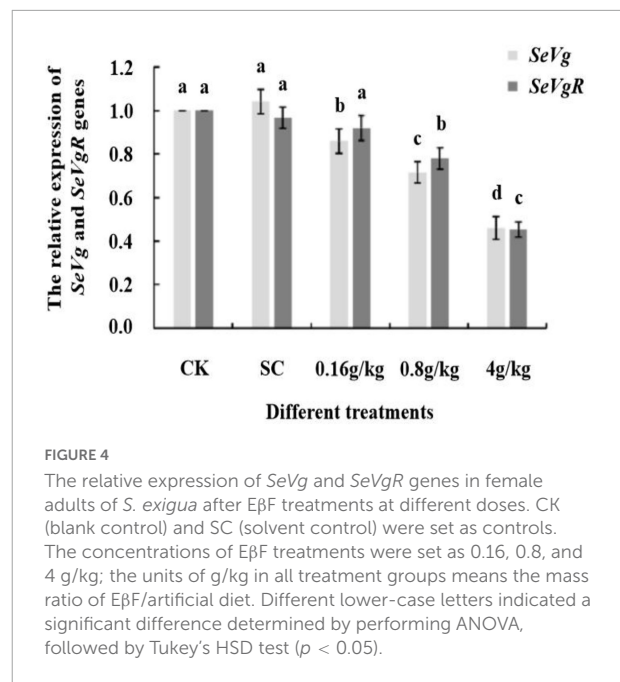 The relative expression of
SeVg and SeVgR genes
1.2
1.0
0.8
0.6
0.4
0.2
0.0
a a
a a
b a
c b
d c
SeVg
SeVgR
CK SC 0.16g/kg 0.8g/kg 4g/kg
Different treatments
FIGURE 4
The relative expression of SeVg and SeVgR genes in female
adults of S. exigua after EβF treatments at different doses. CK
(blank control) and SC (solvent control) were set as controls.
The concentrations of EβF treatments were set as 0.16, 0.8, and
4 g/kg; the units of g/kg in all treatment groups means the mass
ratio of EβF/artificial diet. Different lower-case letters indicated a
significant difference determined by performing ANOVA,
followed by Tukey's HSD test (p < 0.05).